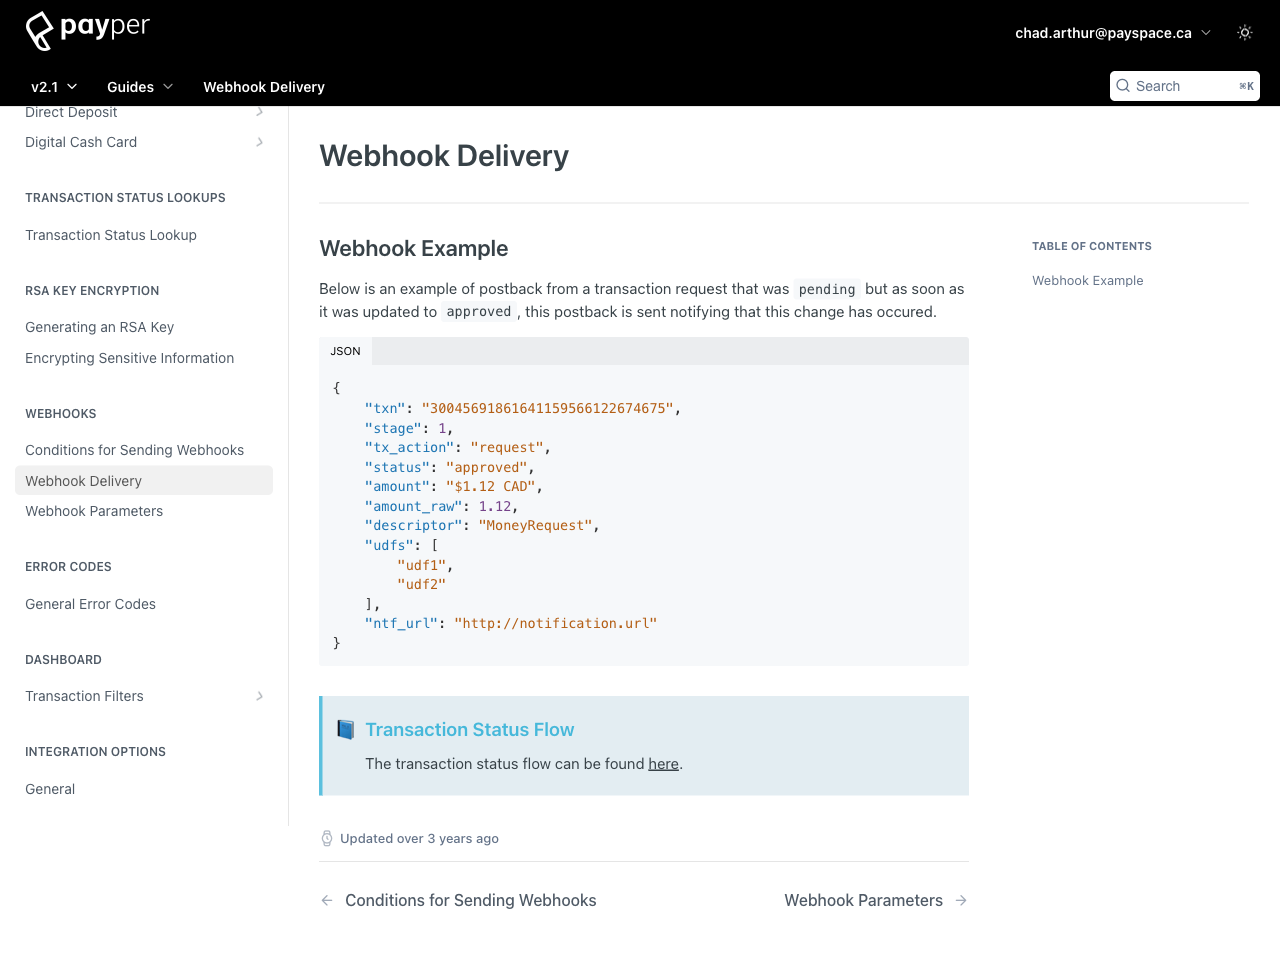 payper
chad.arthur@payspace.ca
v2.1
Guides
Webhook Delivery
Search
⌘K
Direct Deposit
Digital Cash Card
TRANSACTION STATUS LOOKUPS
Transaction Status Lookup
RSA KEY ENCRYPTION
Generating an RSA Key
Encrypting Sensitive Information
WEBHOOKS
Conditions for Sending Webhooks
Webhook Delivery
Webhook Parameters
ERROR CODES
General Error Codes
DASHBOARD
Transaction Filters
INTEGRATION OPTIONS
General
Webhook Delivery
Webhook Example
Below is an example of postback from a transaction request that was pending but as soon as
it was updated to approved, this postback is sent notifying that this change has occured.
JSON
{
    "txn": "30045691861641159566122674675",
    "stage": 1,
    "tx_action": "request",
    "status": "approved",
    "amount": "$1.12 CAD",
    "amount_raw": 1.12,
    "descriptor": "MoneyRequest",
    "udfs": [
        "udf1",
        "udf2"
    ],
    "ntf_url": "http://notification.url"
}
Transaction Status Flow
The transaction status flow can be found here.
Updated over 3 years ago
Conditions for Sending Webhooks
Webhook Parameters
TABLE OF CONTENTS
Webhook Example